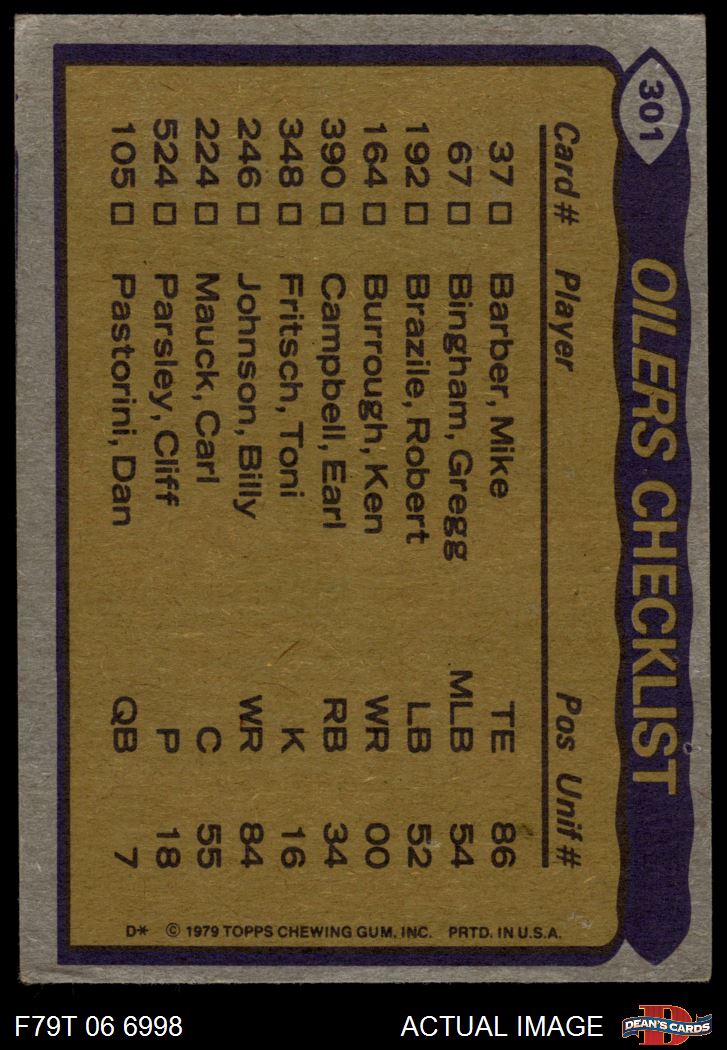 301
OILERS CHECKLIST
Card # Player Pos Unif #
37 □ Barber, Mike TE 86
67 □ Bingham, Gregg MLB 54
192 □ Brazile, Robert LB 52
164 □ Burrough, Ken WR 00
390 □ Campbell, Earl RB 34
348 □ Fritsch, Toni K 16
246 □ Johnson, Billy WR 84
224 □ Mauck, Carl C 55
524 □ Parsley, Cliff P 18
105 □ Pastorini, Dan QB 7
D* © 1979 TOPPS CHEWING GUM, INC. PRTD. IN U.S.A.
F79T 06 6998 ACTUAL IMAGE
D
DEAN'S CARDS